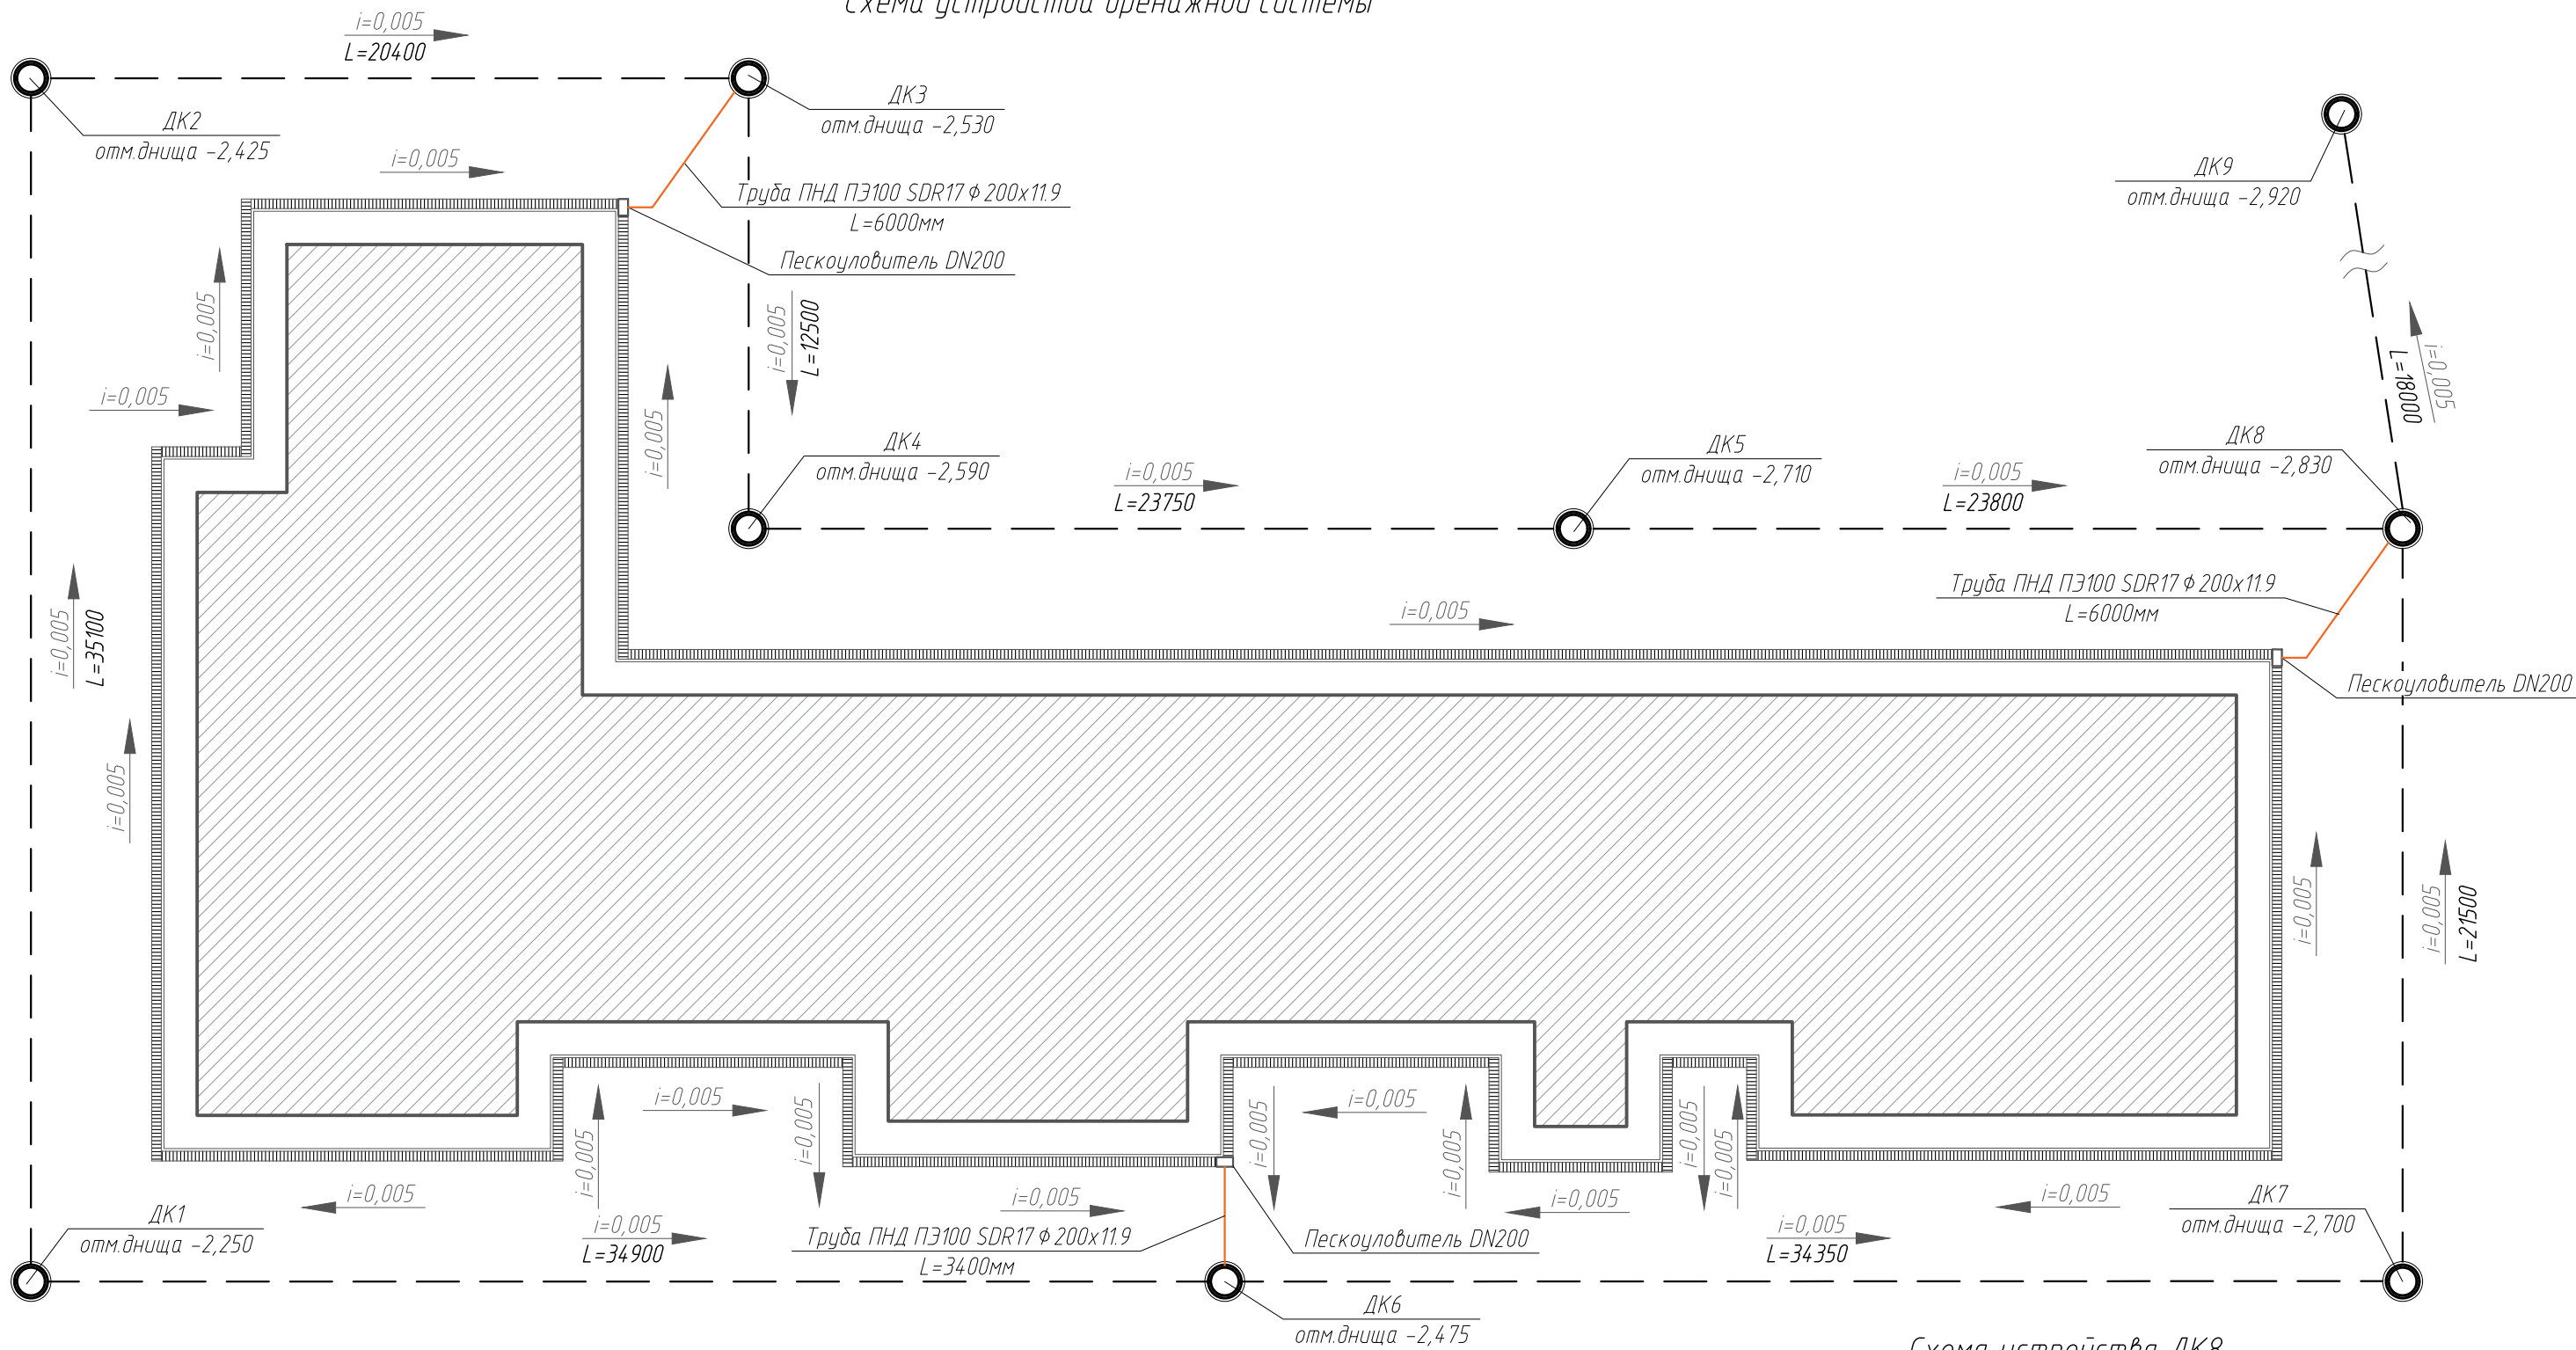 Схема устройства дренажной системы
i=0,005
L=20400
ДК3
отм.днища -2,530
ДК2
отм.днища -2,425
i=0,005
ДК9
отм.днища -2,920
Труба ПНД ПЭ100 SDR17 ф 200х11.9
L=6000мм
Пескоуловитель DN200
i=0,005
i=0,005
L=12500
i=0,005
i=0,005
i=0,005
L=18000
ДК4
отм.днища -2,590
i=0,005
L=23750
ДК5
отм.днища -2,710
i=0,005
L=23800
ДК8
отм.днища -2,830
i=0,005
L=35100
i=0,005
Труба ПНД ПЭ100 SDR17 ф 200х11.9
L=6000мм
Пескоуловитель DN200
i=0,005
i=0,005
i=0,005
L=21500
i=0,005
i=0,005
i=0,005
i=0,005
i=0,005
i=0,005
i=0,005
i=0,005
i=0,005
i=0,005
i=0,005
i=0,005
ДК1
отм.днища -2,250
i=0,005
L=34900
Труба ПНД ПЭ100 SDR17 ф 200х11.9
L=3400мм
Пескоуловитель DN200
i=0,005
L=34350
ДК7
отм.днища -2,700
ДК6
отм.днища -2,475
Схема устройства ДК8